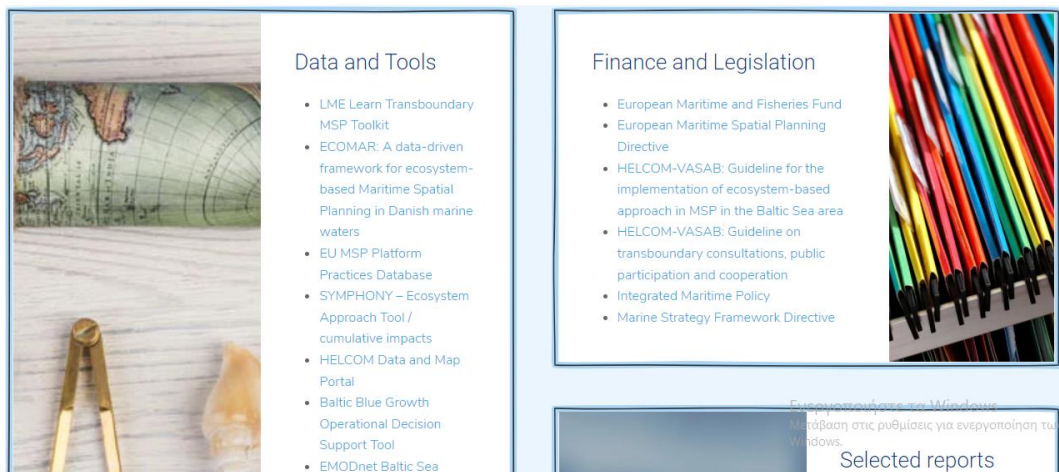 Data and Tools
LME Learn Transboundary
MSP Toolkit
ECOMAR: A data-driven
framework for ecosystem-
based Maritime Spatial
Planning in Danish marine
waters
EU MSP Platform
Practices Database
SYMPHONY – Ecosystem
Approach Tool /
cumulative impacts
HELCOM Data and Map
Portal
Baltic Blue Growth
Operational Decision
Support Tool
EMODnet Baltic Sea
Finance and Legislation
European Maritime and Fisheries Fund
European Maritime Spatial Planning
Directive
HELCOM-VASAB: Guideline for the
implementation of ecosystem-based
approach in MSP in the Baltic Sea area
HELCOM-VASAB: Guideline on
transboundary consultations, public
participation and cooperation
Integrated Maritime Policy
Marine Strategy Framework Directive
Ενεργοποιήστε τα Windows
Μετάβαση στις ρυθμίσεις για ενεργοποίηση των
Windows.
Selected reports